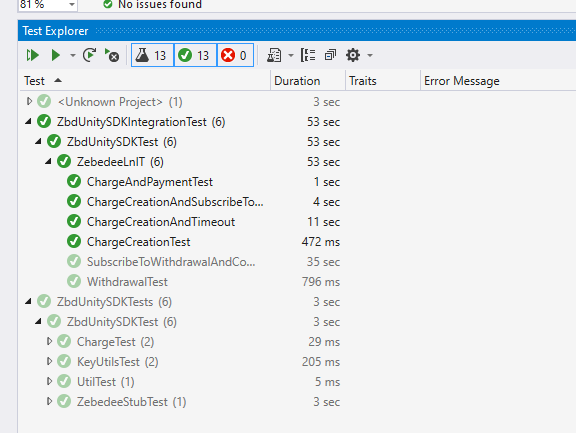 81 % No issues found
Test Explorer
13 13 0
Test Duration Traits Error Message
<Unknown Project> (1) 3 sec
ZbdUnitySDKIntegrationTest (6) 53 sec
ZbdUnitySDKTest (6) 53 sec
ZebedeeLnIT (6) 53 sec
ChargeAndPaymentTest 1 sec
ChargeCreationAndSubscribeTo... 4 sec
ChargeCreationAndTimeout 11 sec
ChargeCreationTest 472 ms
SubscribeToWithdrawalAndCo... 35 sec
WithdrawalTest 796 ms
ZbdUnitySDKTests (6) 3 sec
ZbdUnitySDKTest (6) 3 sec
ChargeTest (2) 29 ms
KeyUtilsTest (2) 205 ms
UtilTest (1) 5 ms
ZebedeeStubTest (1) 3 sec